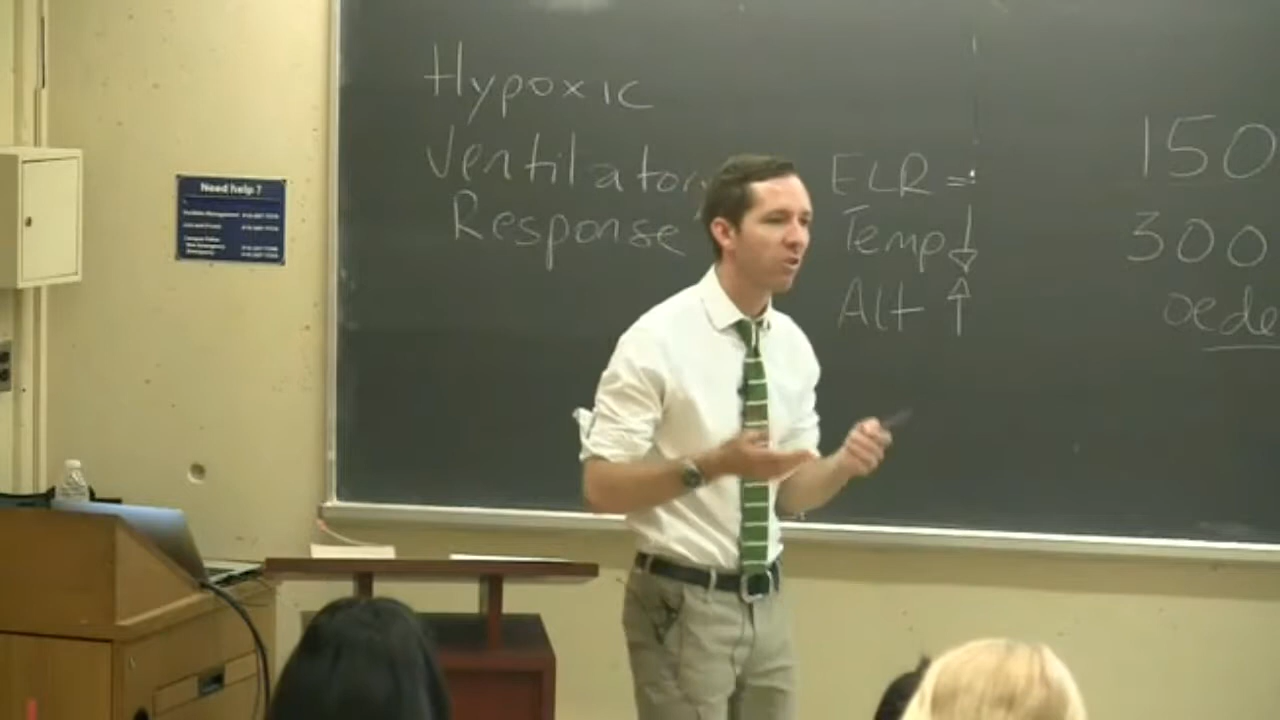 Hypoxic
Ventilatory
Response
ELR =
Temp ↓
Alt ↑
150
300
oede
Need help ?